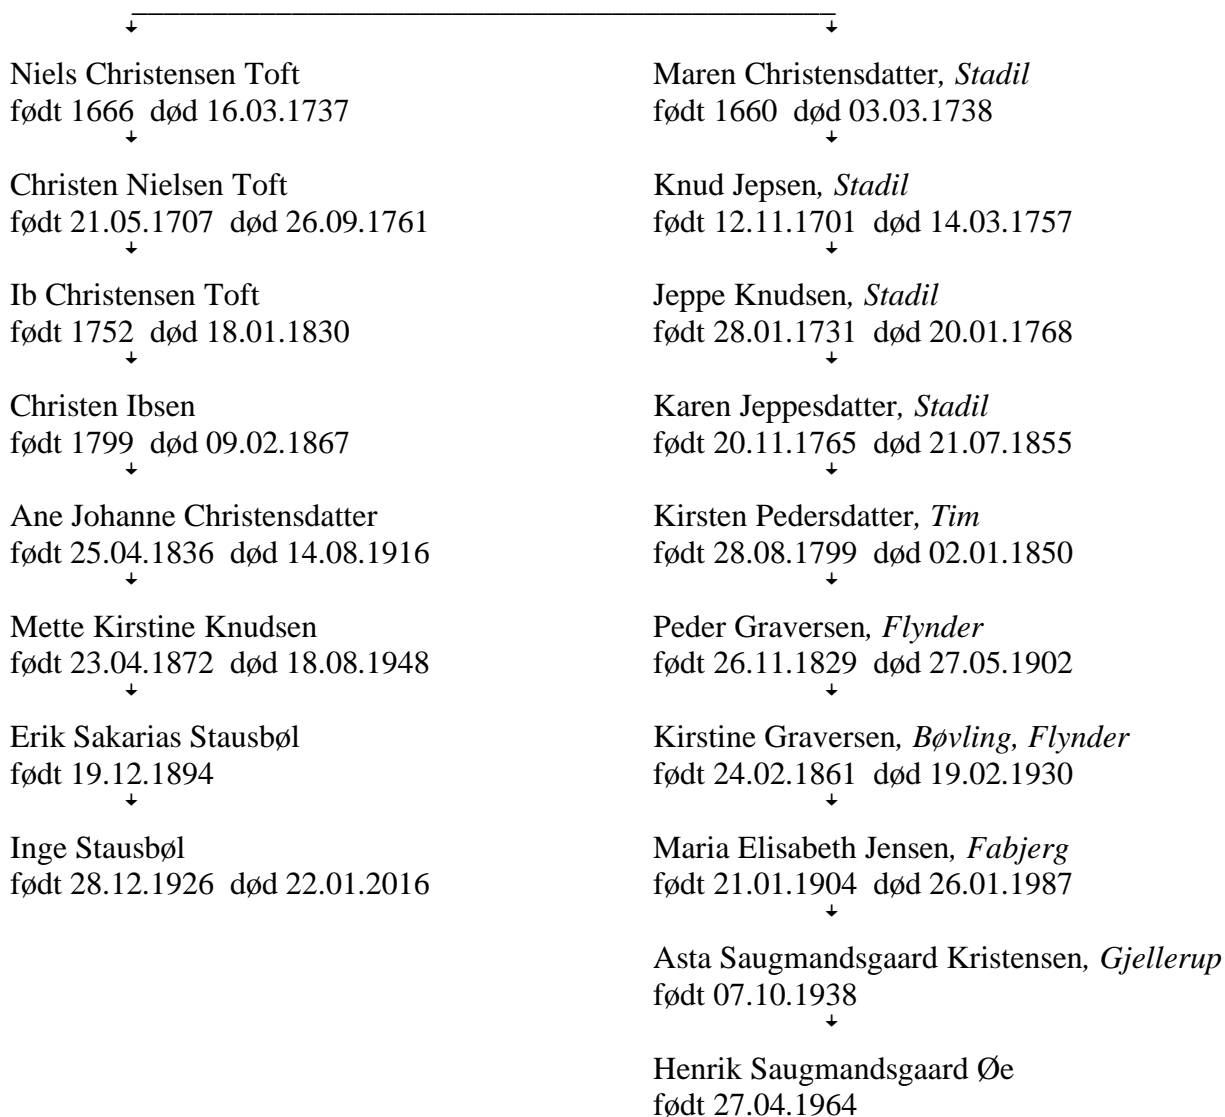 Niels Christensen Toft
født 1666  død 16.03.1737
Christen Nielsen Toft
født 21.05.1707  død 26.09.1761
Ib Christensen Toft
født 1752  død 18.01.1830
Christen Ibsen
født 1799  død 09.02.1867
Ane Johanne Christensdatter
født 25.04.1836  død 14.08.1916
Mette Kirstine Knudsen
født 23.04.1872  død 18.08.1948
Erik Sakarias Stausbøl
født 19.12.1894
Inge Stausbøl
født 28.12.1926  død 22.01.2016
Maren Christensdatter, Stadil
født 1660  død 03.03.1738
Knud Jepsen, Stadil
født 12.11.1701  død 14.03.1757
Jeppe Knudsen, Stadil
født 28.01.1731  død 20.01.1768
Karen Jeppesdatter, Stadil
født 20.11.1765  død 21.07.1855
Kirsten Pedersdatter, Tim
født 28.08.1799  død 02.01.1850
Peder Graversen, Flynder
født 26.11.1829  død 27.05.1902
Kirstine Graversen, Bøvling, Flynder
født 24.02.1861  død 19.02.1930
Maria Elisabeth Jensen, Fabjerg
født 21.01.1904  død 26.01.1987
Asta Saugmandsgaard Kristensen, Gjellerup
født 07.10.1938
Henrik Saugmandsgaard Øe
født 27.04.1964